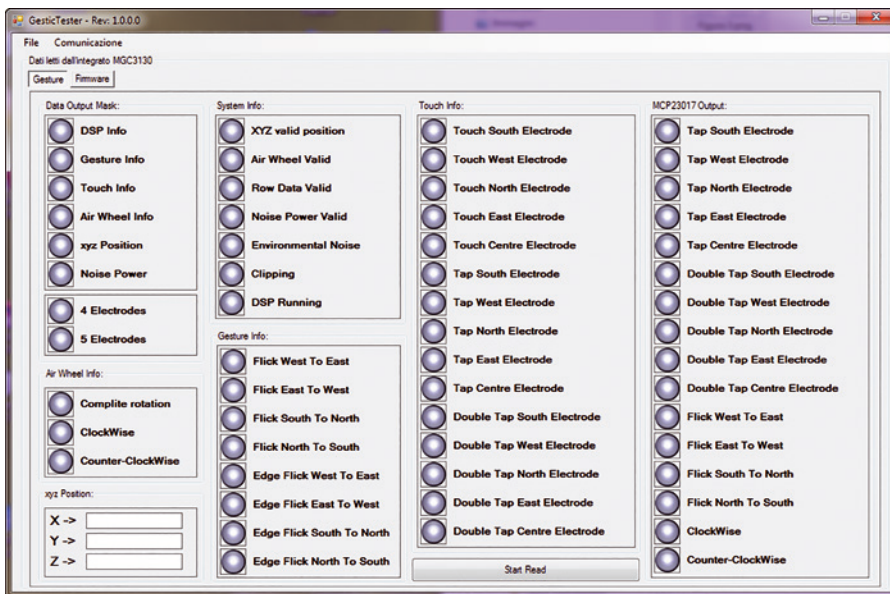 GesticTester - Rev: 1.0.0.0
File Comunicazione
Dati letti dall'integrato MGC3130
Gesture Firmware
Data Output Mask:
DSP Info
Gesture Info
Touch Info
Air Wheel Info
xyz Position
Noise Power
4 Electrodes
5 Electrodes
Air Wheel Info:
Complite rotation
ClockWise
Counter-ClockWise
xyz Position:
X ->
Y ->
Z ->
System Info:
XYZ valid position
Air Wheel Valid
Row Data Valid
Noise Power Valid
Environmental Noise
Clipping
DSP Running
Gesture Info:
Flick West To East
Flick East To West
Flick South To North
Flick North To South
Edge Flick West To East
Edge Flick East To West
Edge Flick South To North
Edge Flick North To South
Touch Info:
Touch South Electrode
Touch West Electrode
Touch North Electrode
Touch East Electrode
Touch Centre Electrode
Tap South Electrode
Tap West Electrode
Tap North Electrode
Tap East Electrode
Tap Centre Electrode
Double Tap South Electrode
Double Tap West Electrode
Double Tap North Electrode
Double Tap East Electrode
Double Tap Centre Electrode
Start Read
MCP23017 Output:
Tap South Electrode
Tap West Electrode
Tap North Electrode
Tap East Electrode
Tap Centre Electrode
Double Tap South Electrode
Double Tap West Electrode
Double Tap North Electrode
Double Tap East Electrode
Double Tap Centre Electrode
Flick West To East
Flick East To West
Flick South To North
Flick North To South
ClockWise
Counter-ClockWise